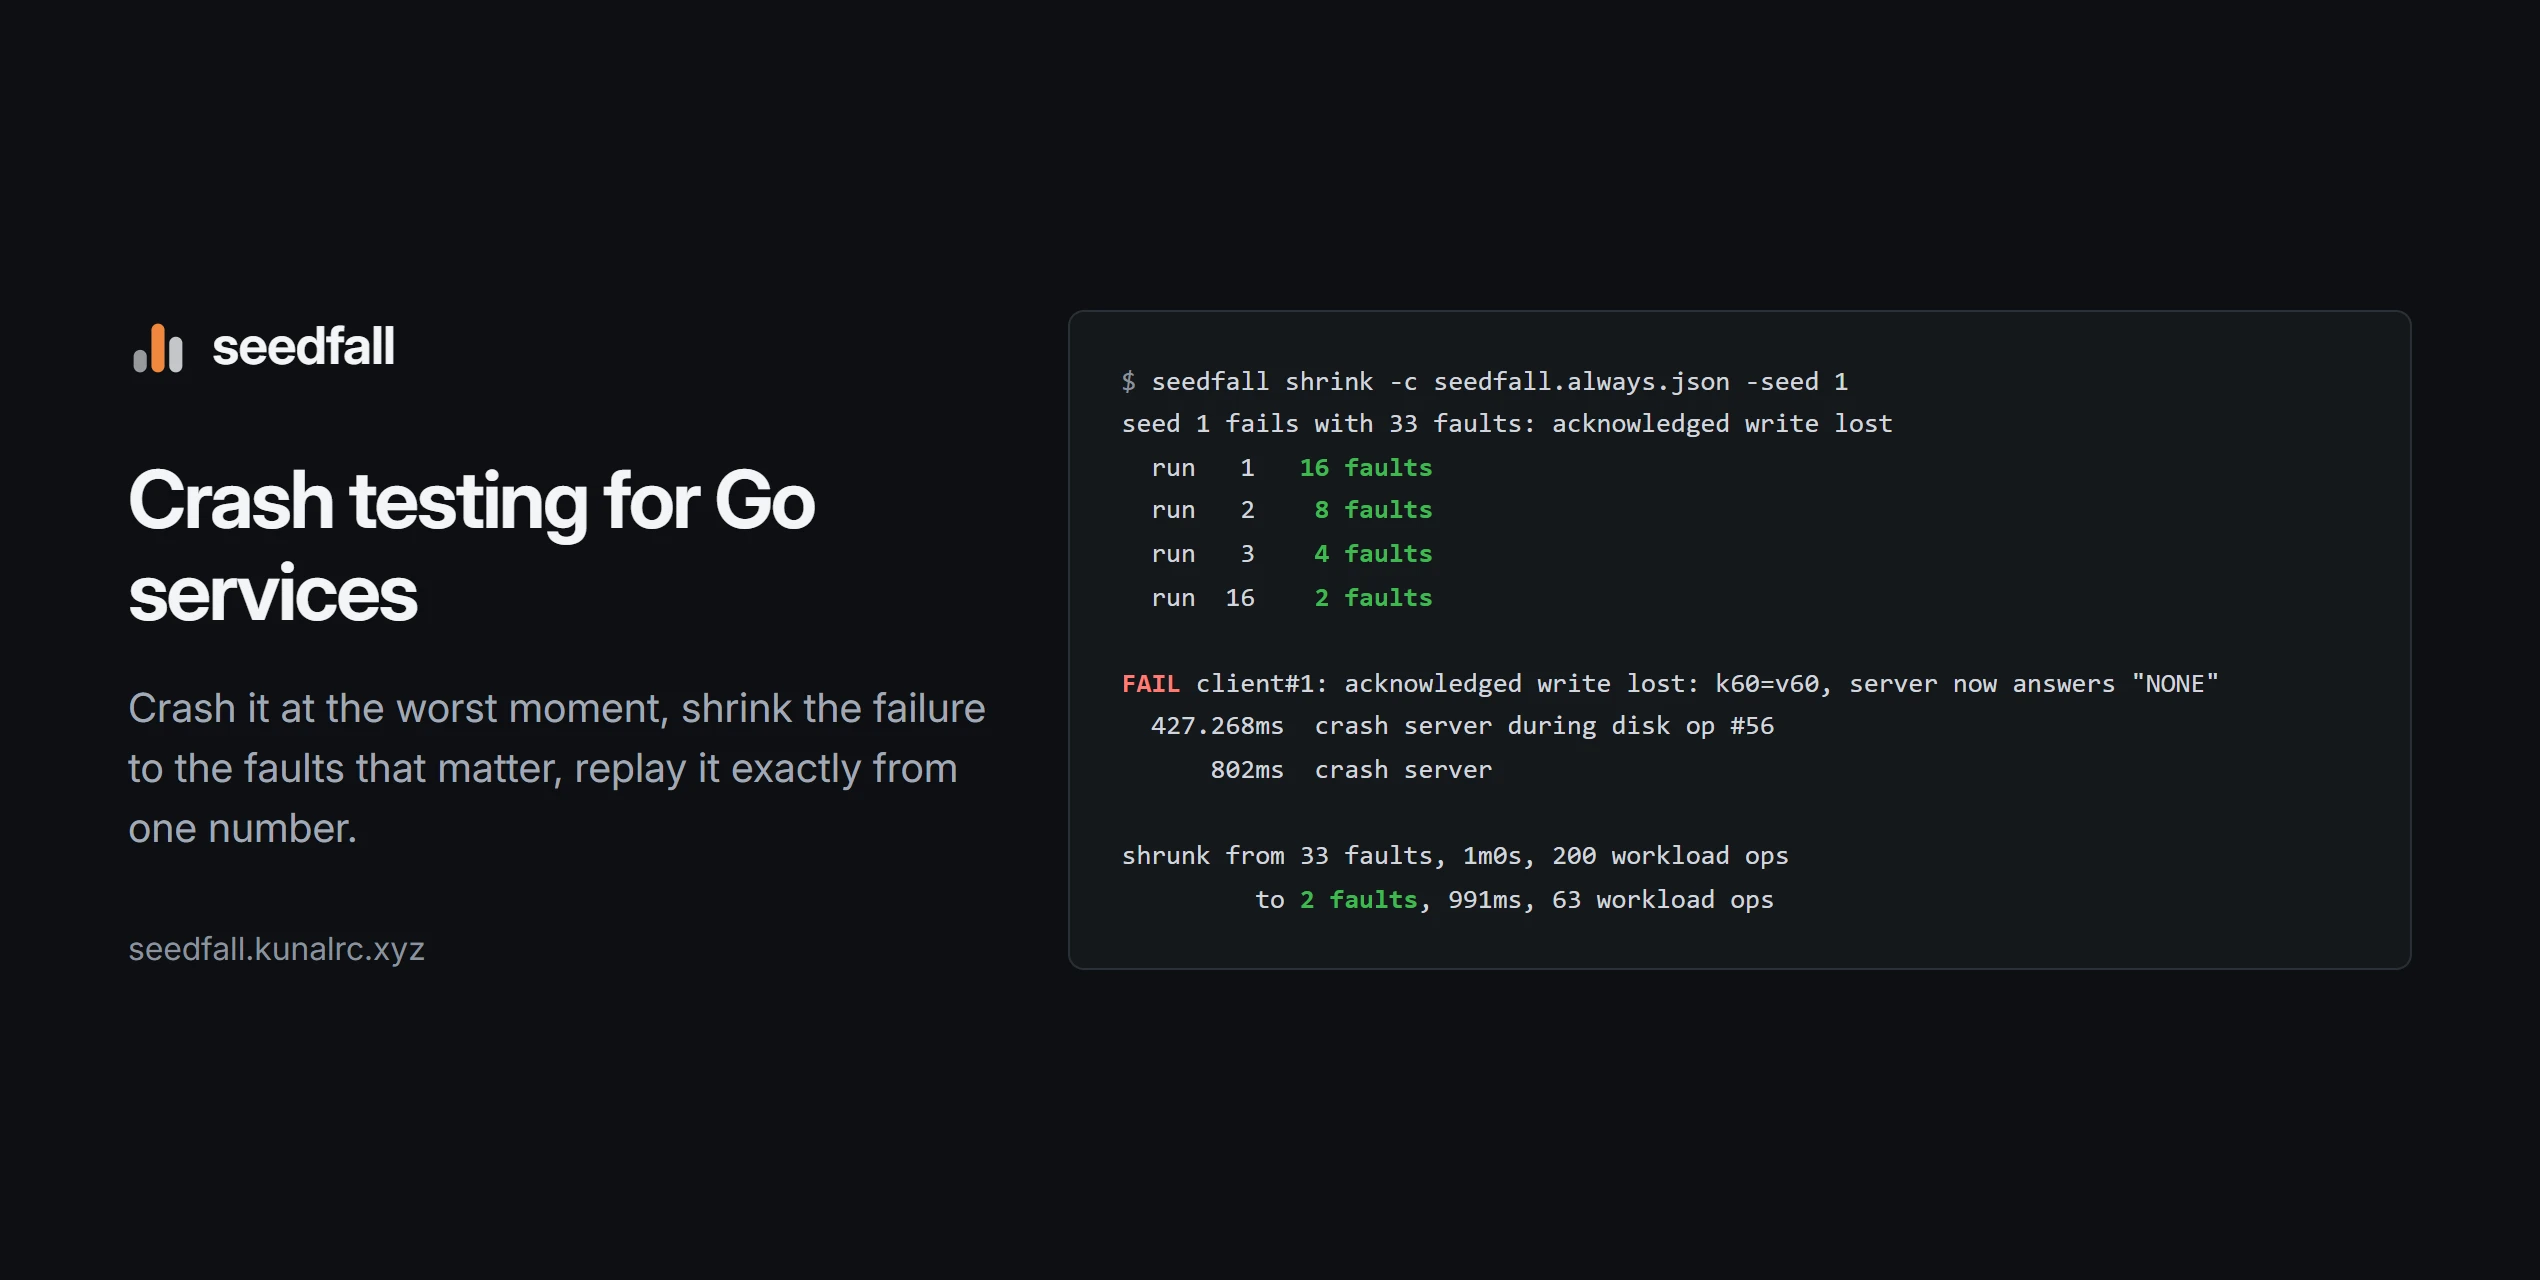 seedfall
Crash testing for Go
services
Crash it at the worst moment, shrink the failure
to the faults that matter, replay it exactly from
one number.
seedfall.kunalrc.xyz
$ seedfall shrink -c seedfall.always.json -seed 1
seed 1 fails with 33 faults: acknowledged write lost
  run   1   16 faults
  run   2    8 faults
  run   3    4 faults
  run  16    2 faults
FAIL client#1: acknowledged write lost: k60=v60, server now answers "NONE"
  427.268ms  crash server during disk op #56
      802ms  crash server
shrunk from 33 faults, 1m0s, 200 workload ops
         to 2 faults, 991ms, 63 workload ops